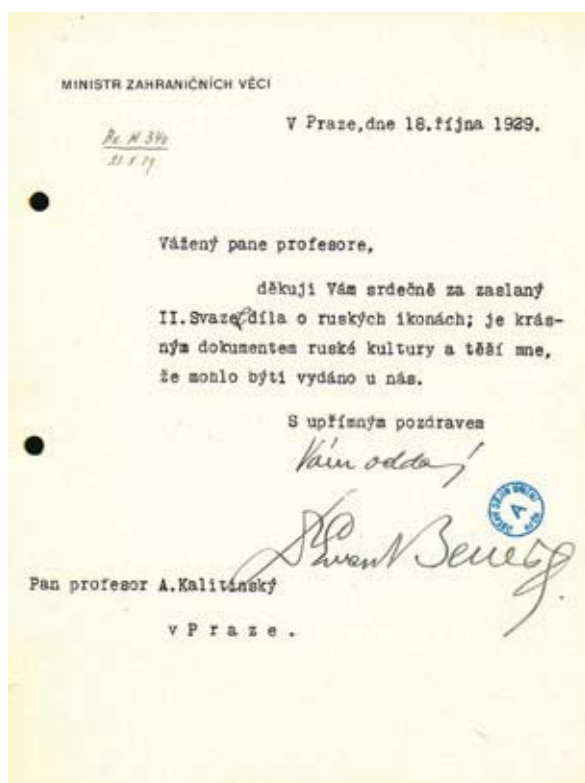 MINISTR ZAHRANIČNÍCH VĚCÍ
V Praze,dne 18.října 1929.
Vážený pane profesore,
děkuji Vám srdečně za zaslaný
II.Svazek díla o ruských ikonách; je krás-
ným dokumentem ruské kultury a těší mne,
že mohlo býti vydáno u nás.
S upřímným pozdravem
Vám oddaný
Beneš
Pan profesor A.Kalitinský
v P r a z e .